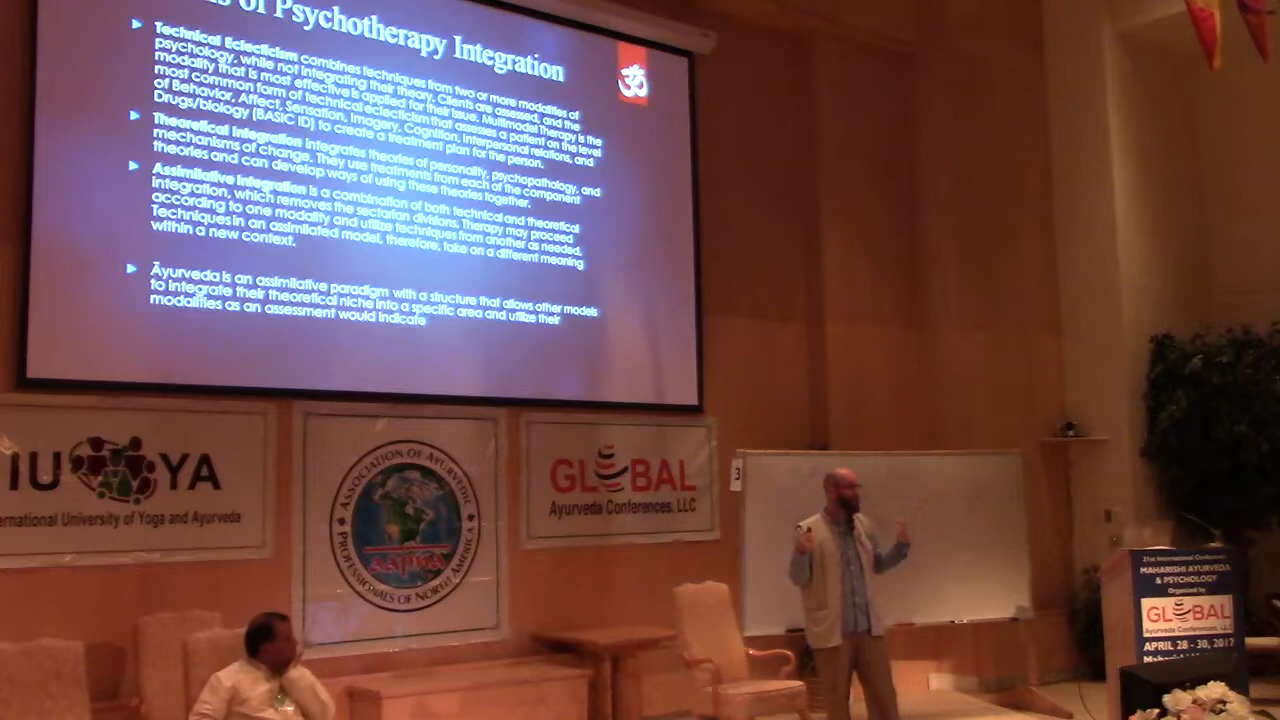 s of Psychotherapy Integration
Technical Eclecticism combines techniques from two or more modalities of
psychology, while not integrating their theory. Clients are assessed, and the
modality that is most effective is applied for their issue. Multimodel Therapy is the
most common form of technical eclecticism that assesses a patient on the level
of Behavior, Affect, Sensation, Imagery, Cognition, Interpersonal relations, and
Drugs/biology (BASIC ID) to create a treatment plan for the person.
Theoretical Integration integrates theories of personality, psychopathology, and
mechanisms of change. They use treatments from each of the component
theories and can develop ways of using these theories together.
Assimilative Integration is a combination of both technical and theoretical
integration, which removes the sectarian divisions. Therapy may proceed
according to one modality and utilize techniques from another as needed.
Techniques in an assimilated model, therefore, take on a different meaning
within a new context.
Āyurveda is an assimilative paradigm with a structure that allows other models
to integrate their theoretical niche into a specific area and utilize their
modalities as an assessment would indicate
ॐ
IU YA
ernational University of Yoga and Ayurveda
ASSOCIATION OF AYURVEDIC
PROFESSIONALS OF NORTH AMERICA
AAPNA
GLOBAL
Ayurveda Conferences, LLC
3
21st International Conference
MAHARISHI AYURVEDA
& PSYCHOLOGY
Organized by
GLOBAL
Ayurveda Conferences, LLC
APRIL 28 - 30, 2017